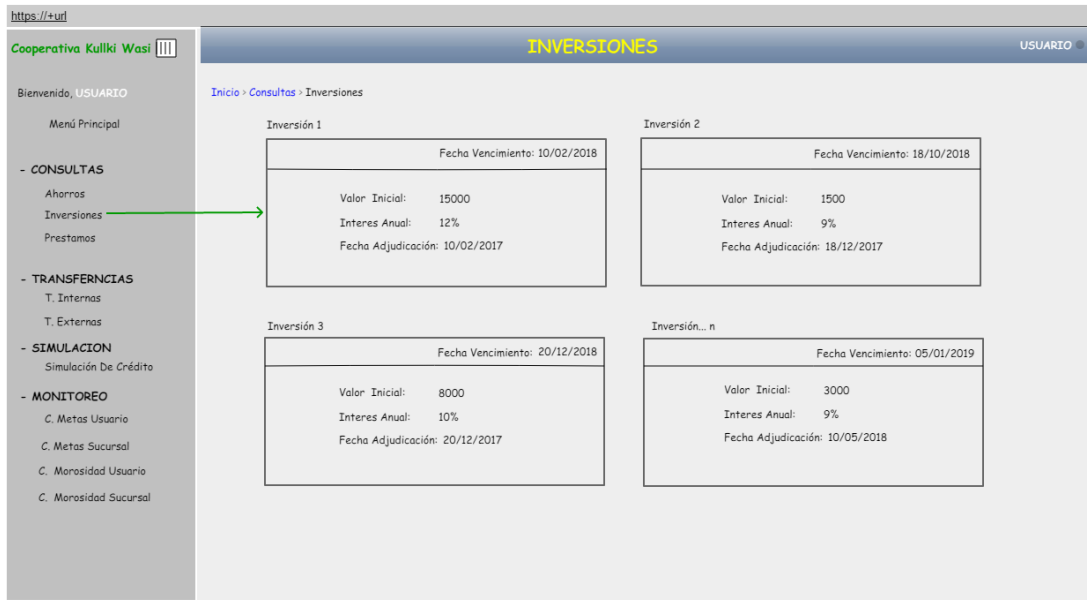 https://+url
Cooperativa Kullki Wasi
INVERSIONES
USUARIO
Bienvenido, USUARIO
Menú Principal
- CONSULTAS
Ahorros
Inversiones
Prestamos
- TRANSFERNCIAS
T. Internas
T. Externas
- SIMULACION
Simulación De Crédito
- MONITOREO
C. Metas Usuario
C. Metas Sucursal
C. Morosidad Usuario
C. Morosidad Sucursal
Inicio > Consultas > Inversiones
Inversión 1
Fecha Vencimiento: 10/02/2018
Valor Inicial: 15000
Interes Anual: 12%
Fecha Adjudicación: 10/02/2017
Inversión 2
Fecha Vencimiento: 18/10/2018
Valor Inicial: 1500
Interes Anual: 9%
Fecha Adjudicación: 18/12/2017
Inversión 3
Fecha Vencimiento: 20/12/2018
Valor Inicial: 8000
Interes Anual: 10%
Fecha Adjudicación: 20/12/2017
Inversión... n
Fecha Vencimiento: 05/01/2019
Valor Inicial: 3000
Interes Anual: 9%
Fecha Adjudicación: 10/05/2018